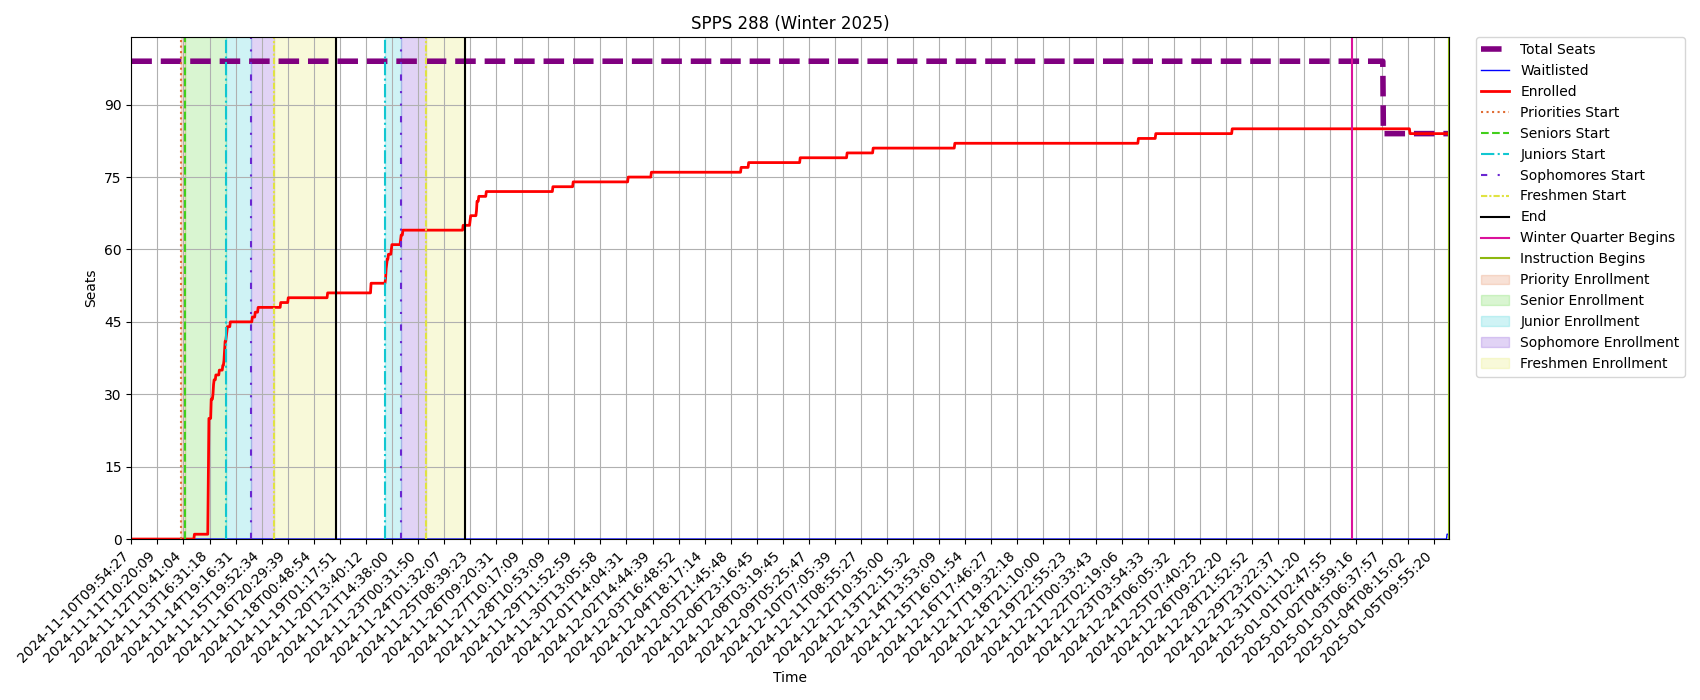 SPPS 288 (Winter 2025)
Seats
90
75
60
45
30
15
0
2024-11-10T09:54:27
2024-11-11T10:20:09
2024-11-12T10:41:04
2024-11-13T16:31:18
2024-11-14T19:16:31
2024-11-15T19:52:34
2024-11-16T20:29:39
2024-11-18T00:48:54
2024-11-19T01:17:51
2024-11-20T13:40:12
2024-11-21T14:38:00
2024-11-23T01:31:50
2024-11-24T01:32:07
2024-11-25T08:39:23
2024-11-26T09:20:31
2024-11-27T10:17:09
2024-11-28T10:53:09
2024-11-29T11:52:59
2024-11-30T13:05:58
2024-12-01T14:04:31
2024-12-02T14:44:39
2024-12-03T16:48:52
2024-12-04T18:17:14
2024-12-05T21:45:48
2024-12-06T23:16:45
2024-12-08T03:19:45
2024-12-09T05:25:47
2024-12-10T07:05:39
2024-12-11T08:55:27
2024-12-12T10:35:00
2024-12-13T12:15:32
2024-12-14T13:53:09
2024-12-15T16:01:54
2024-12-16T17:46:27
2024-12-17T19:32:18
2024-12-18T21:10:00
2024-12-19T22:55:23
2024-12-21T00:33:43
2024-12-22T02:19:06
2024-12-23T03:54:33
2024-12-24T06:05:32
2024-12-25T07:40:25
2024-12-26T09:22:20
2024-12-28T21:52:52
2024-12-29T23:22:37
2024-12-31T01:11:20
2025-01-01T02:47:55
2025-01-02T04:59:16
2025-01-03T06:37:57
2025-01-04T08:15:02
2025-01-05T09:55:20
Time
Total Seats
Waitlisted
Enrolled
Priorities Start
Seniors Start
Juniors Start
Sophomores Start
Freshmen Start
End
Winter Quarter Begins
Instruction Begins
Priority Enrollment
Senior Enrollment
Junior Enrollment
Sophomore Enrollment
Freshmen Enrollment